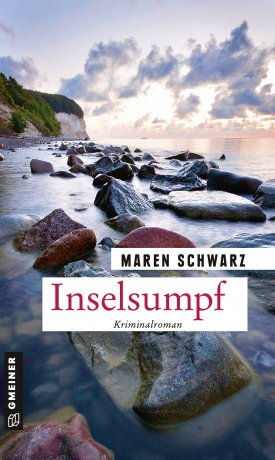 MAREN SCHWARZ
Inselsumpf
Kriminalroman
GMEINER